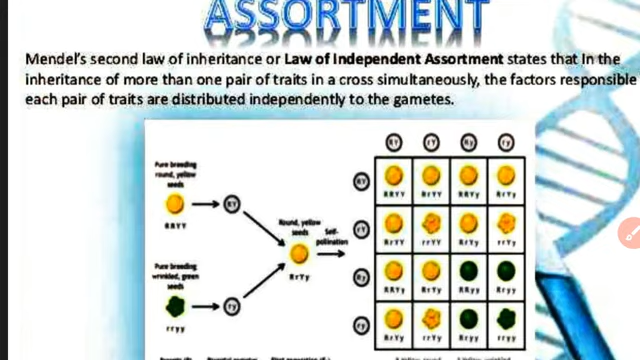 ASSORTMENT
Mendel's second law of inheritance or Law of Independent Assortment states that in the
inheritance of more than one pair of traits in a cross simultaneously, the factors responsible
each pair of traits are distributed independently to the gametes.
Pure breeding
round, yellow
seeds
RRYY
RY
Pure breeding
wrinkled, green
seeds
rryy
ry
Round, yellow
seeds
RrYy
Self-
pollination
RY rY Ry ry
RY RRYY RrYY RRYy RrYy
rY RrYY rrYY RrYy rrYy
Ry RRYy RrYy RRyy Rryy
ry RrYy rrYy Rryy rryy